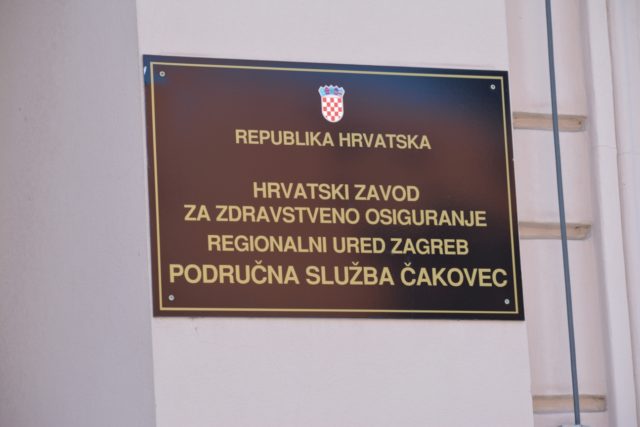 REPUBLIKA HRVATSKA
HRVATSKI ZAVOD
ZA ZDRAVSTVENO OSIGURANJE
REGIONALNI URED ZAGREB
PODRUČNA SLUŽBA ČAKOVEC